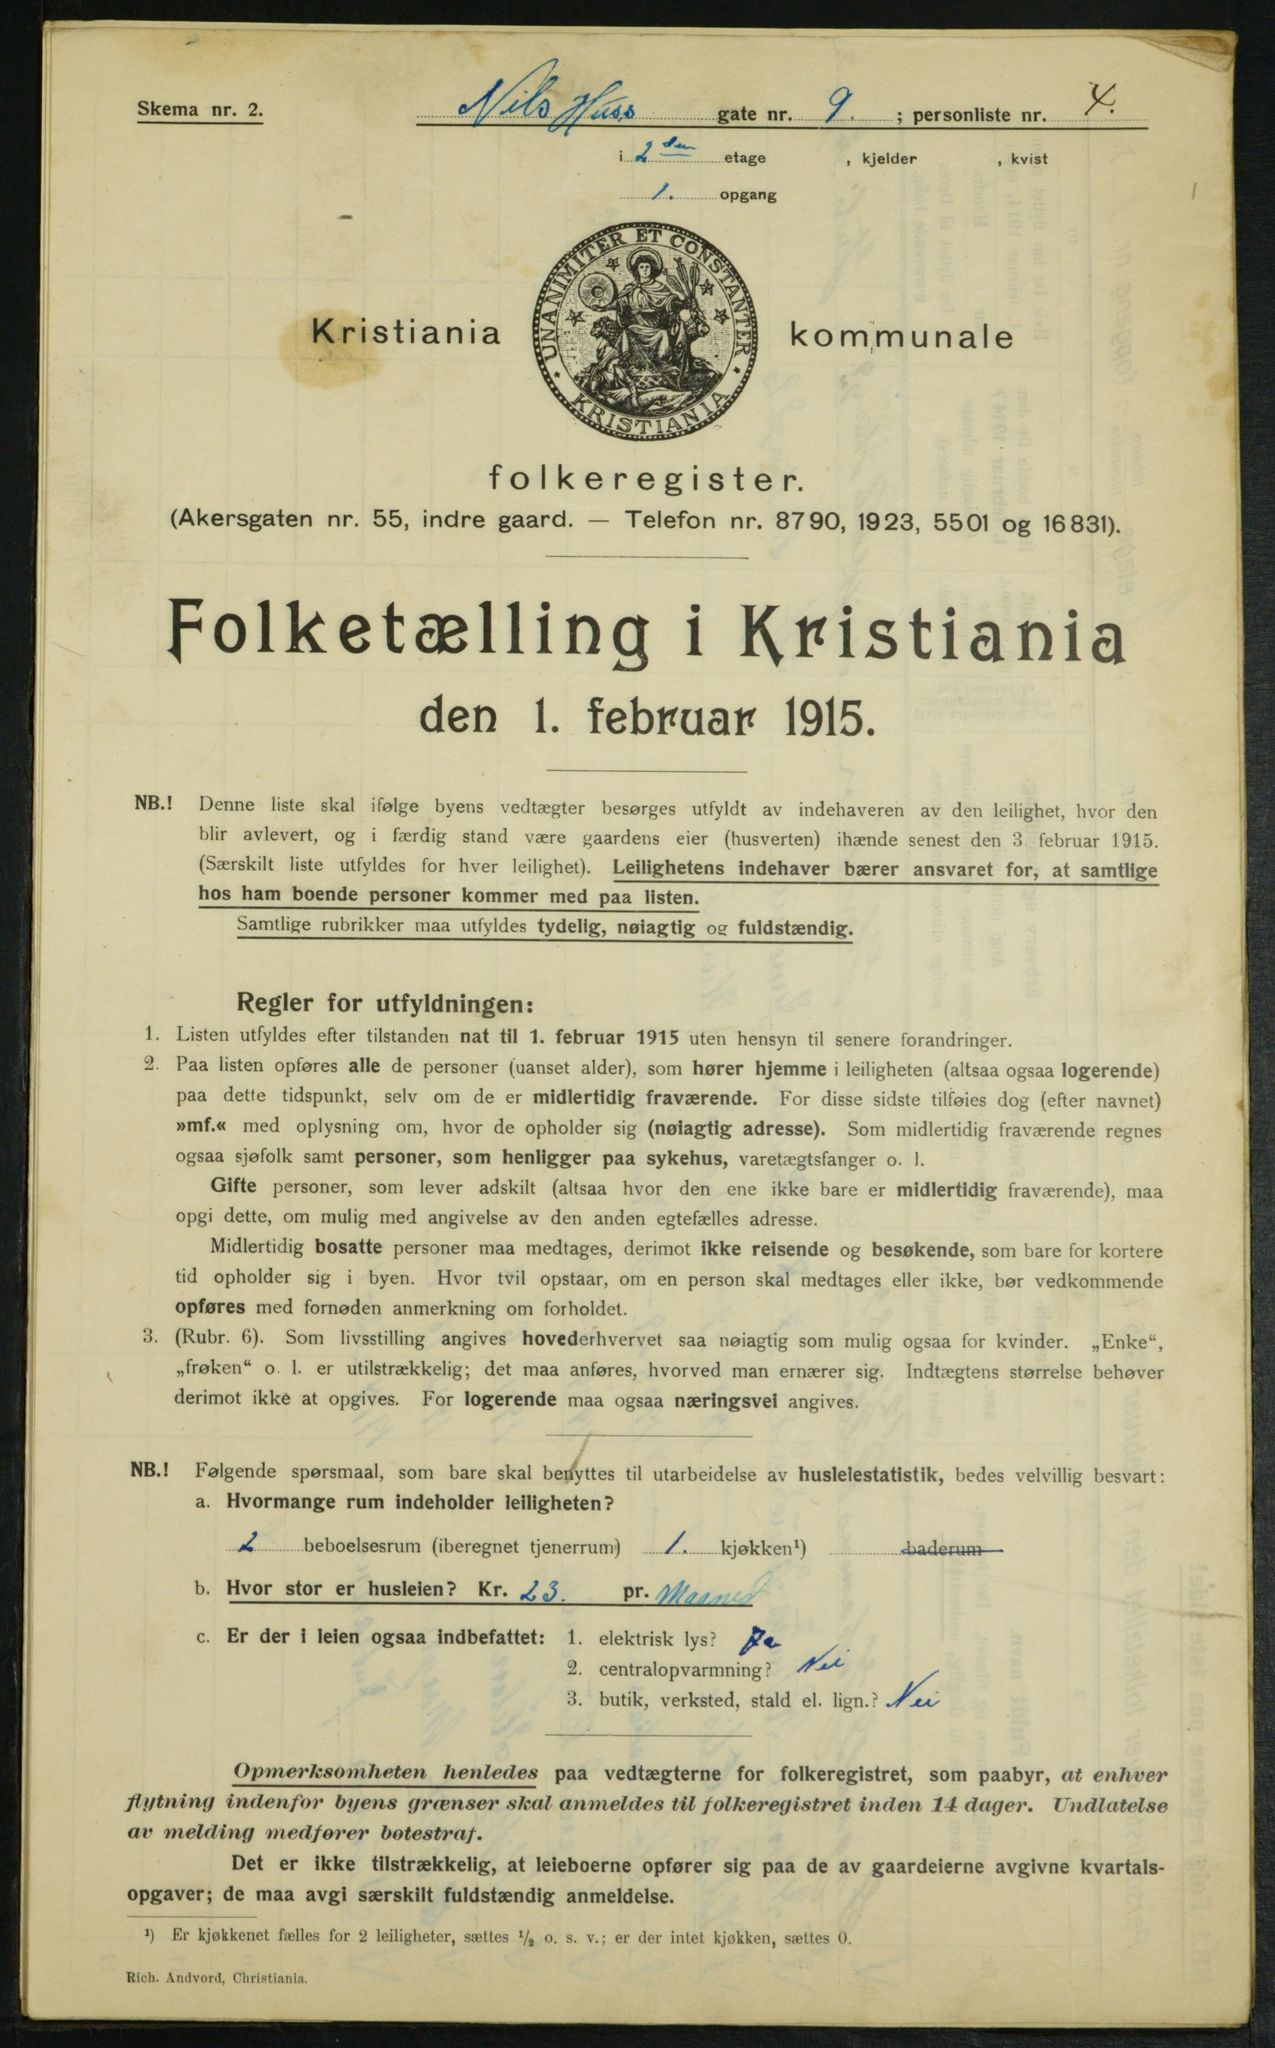 Skema nr. 2.
Nils Huss gate nr. 9. ; personliste nr. 4.
i 2den etage , kjelder , kvist
1. opgang
UNANIMITER ET CONSTANTER
KRISTIANIA
Kristiania kommunale
folkeregister.
(Akersgaten nr. 55, indre gaard. — Telefon nr. 8790, 1923, 5501 og 16831).
Folketælling i Kristiania
den 1. februar 1915.
NB.! Denne liste skal ifølge byens vedtægter besørges utfyldt av indehaveren av den leilighet, hvor den
blir avlevert, og i færdig stand være gaardens eier (husverten) ihænde senest den 3. februar 1915.
(Særskilt liste utfyldes for hver leilighet). Leilighetens indehaver bærer ansvaret for, at samtlige
hos ham boende personer kommer med paa listen.
Samtlige rubrikker maa utfyldes tydelig, nøiagtig og fuldstændig.
Regler for utfyldningen:
1. Listen utfyldes efter tilstanden nat til 1. februar 1915 uten hensyn til senere forandringer.
2. Paa listen opføres alle de personer (uanset alder), som hører hjemme i leiligheten (altsaa ogsaa logerende)
paa dette tidspunkt, selv om de er midlertidig fraværende. For disse sidste tilføies dog (efter navnet)
»mf.« med oplysning om, hvor de opholder sig (nøiagtig adresse). Som midlertidig fraværende regnes
ogsaa sjøfolk samt personer, som henligger paa sykehus, varetægtsfanger o. l.
Gifte personer, som lever adskilt (altsaa hvor den ene ikke bare er midlertidig fraværende), maa
opgi dette, om mulig med angivelse av den anden egtefælles adresse.
Midlertidig bosatte personer maa medtages, derimot ikke reisende og besøkende, som bare for kortere
tid opholder sig i byen. Hvor tvil opstaar, om en person skal medtages eller ikke, bør vedkommende
opføres med fornøden anmerkning om forholdet.
3. (Rubr. 6). Som livsstilling angives hovederhvervet saa nøiagtig som mulig ogsaa for kvinder. „Enke“,
„frøken“ o. l. er utilstrækkelig; det maa anføres, hvorved man ernærer sig. Indtægtens størrelse behøver
derimot ikke at opgives. For logerende maa ogsaa næringsvei angives.
NB.! Følgende spørsmaal, som bare skal benyttes til utarbeidelse av husleiestatistik, bedes velvillig besvart:
a. Hvormange rum indeholder leiligheten?
2 beboelsesrum (iberegnet tjenerrum) 1. kjøkken¹) baderum
b. Hvor stor er husleien? Kr. 23. pr. Maaned
c. Er der i leien ogsaa indbefattet: 1. elektrisk lys? Ja
2. centralopvarmning? Nei
3. butik, verksted, stald el. lign.? Nei
Opmerksomheten henledes paa vedtægterne for folkeregistret, som paabyr, at enhver
flytning indenfor byens grænser skal anmeldes til folkeregistret inden 14 dager. Undlatelse
av melding medfører bøtestraf.
Det er ikke tilstrækkelig, at leieboerne opfører sig paa de av gaardeierne avgivne kvartals-
opgaver; de maa avgi særskilt fuldstændig anmeldelse.
¹) Er kjøkkenet fælles for 2 leiligheter, sættes ½ o. s. v.; er der intet kjøkken, sættes 0.
Rich. Andvord, Christiania.